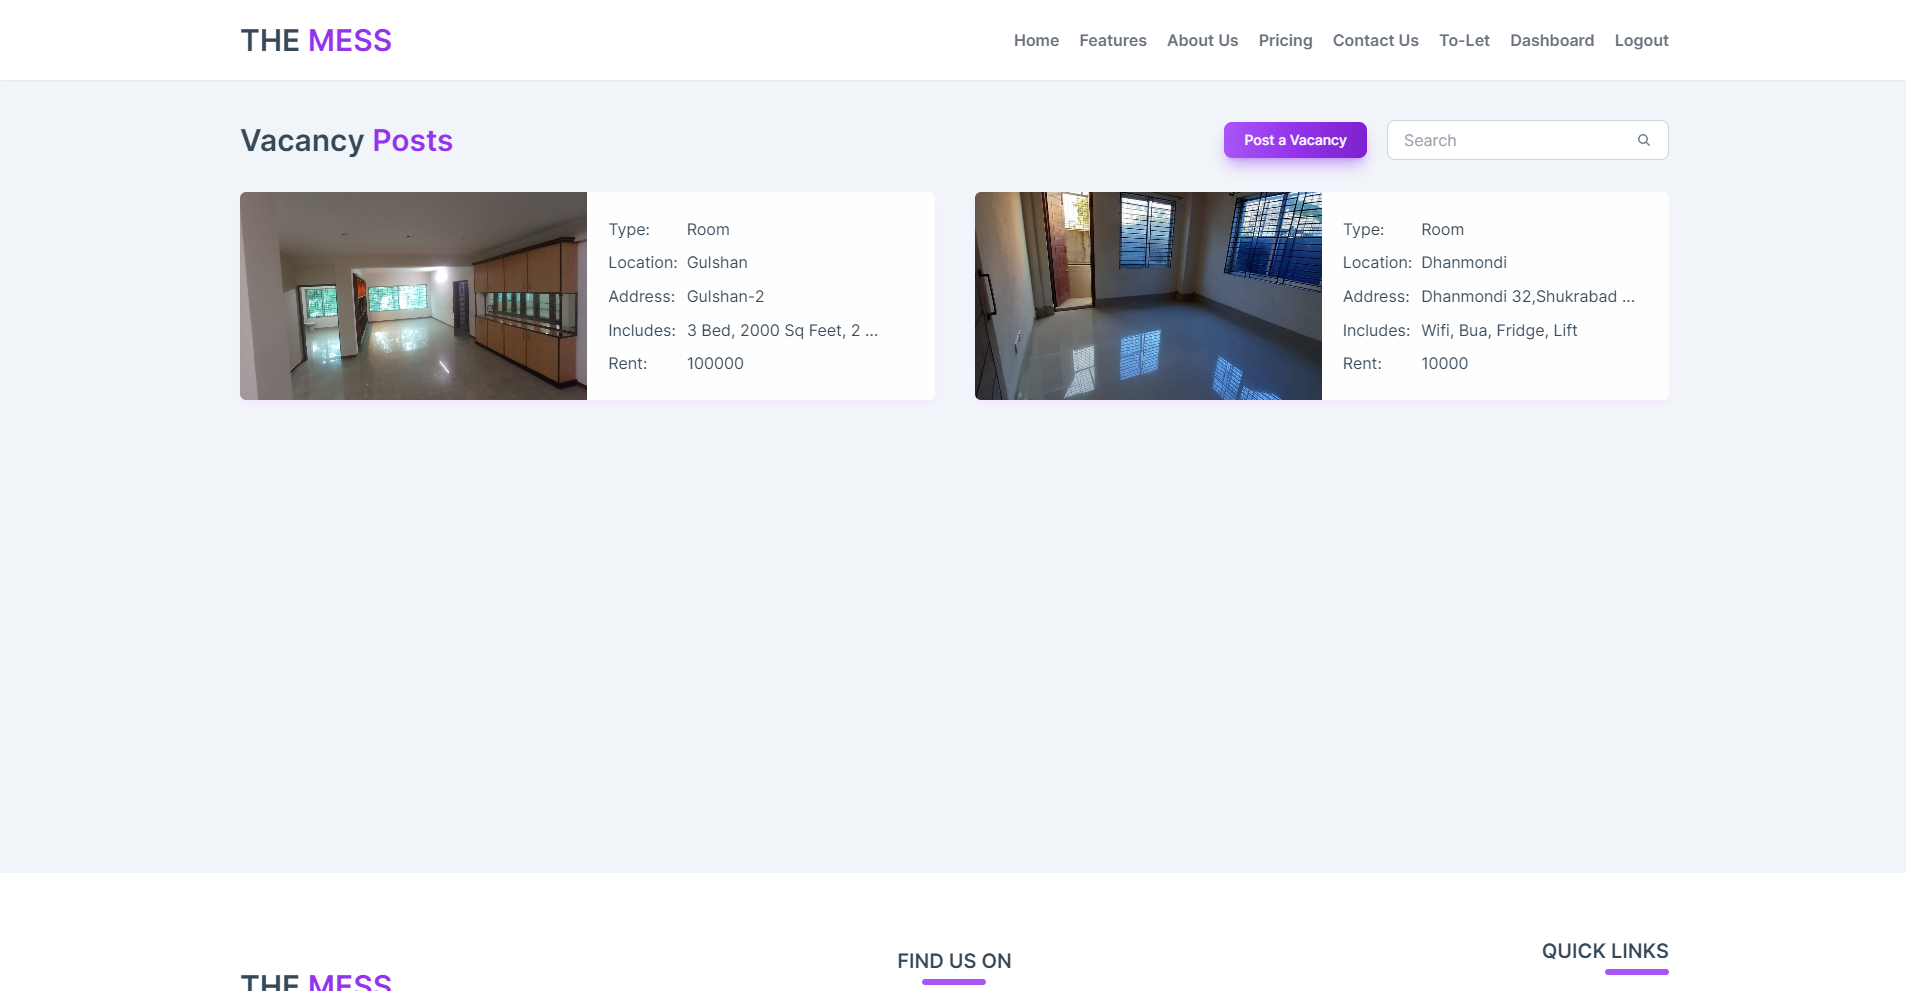 THE MESS
Home Features About Us Pricing Contact Us To-Let Dashboard Logout
Vacancy Posts
Post a Vacancy
Search
Type: Room
Location: Gulshan
Address: Gulshan-2
Includes: 3 Bed, 2000 Sq Feet, 2 ...
Rent: 100000
Type: Room
Location: Dhanmondi
Address: Dhanmondi 32,Shukrabad ...
Includes: Wifi, Bua, Fridge, Lift
Rent: 10000
THE MESS
FIND US ON
QUICK LINKS